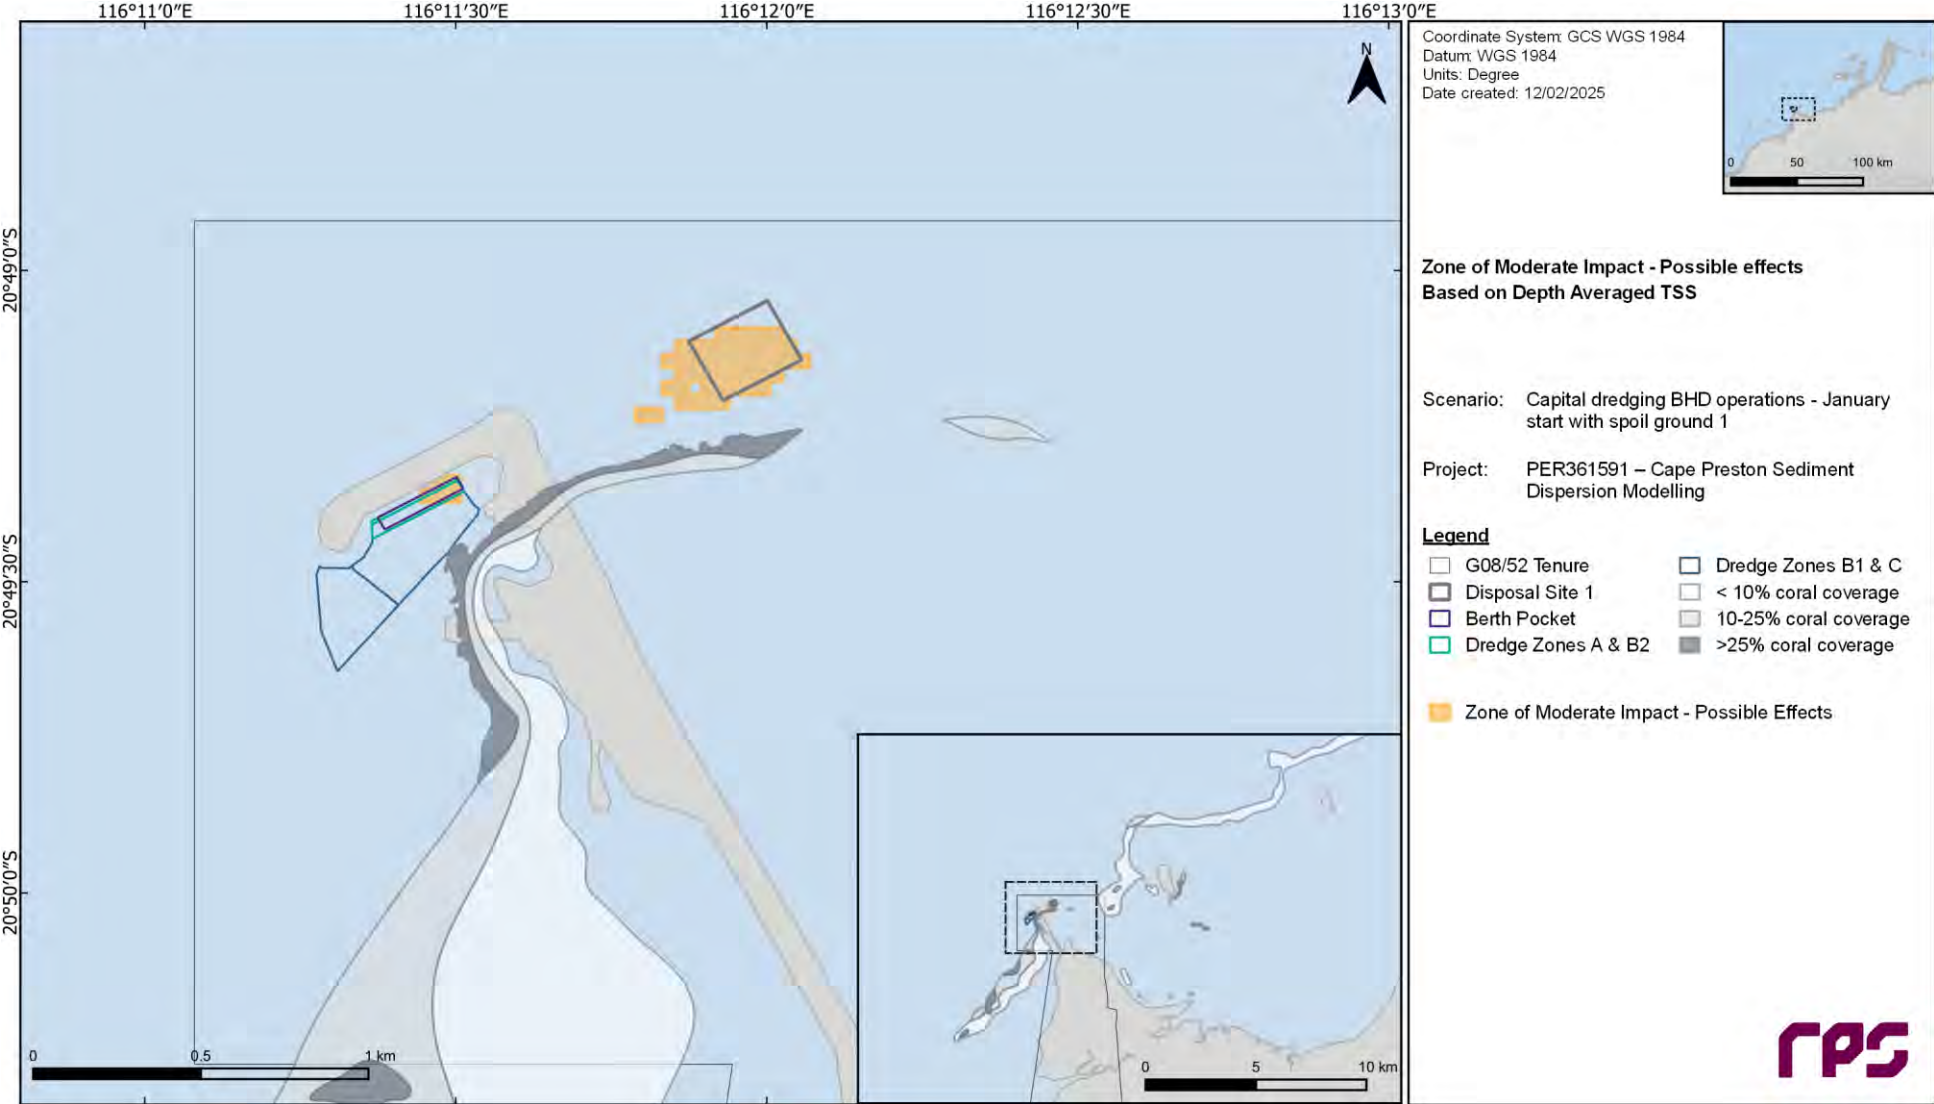 116°11′0″E 116°11′30″E 116°12′0″E 116°12′30″E 116°13′0″E
20°49′0″S
20°49′30″S
20°50′0″S
N
0 0.5 1 km
0 5 10 km
Coordinate System: GCS WGS 1984
Datum: WGS 1984
Units: Degree
Date created: 12/02/2025
0 50 100 km
Zone of Moderate Impact - Possible effects
Based on Depth Averaged TSS
Scenario: Capital dredging BHD operations - January
start with spoil ground 1
Project: PER361591 – Cape Preston Sediment
Dispersion Modelling
Legend
G08/52 Tenure
Disposal Site 1
Berth Pocket
Dredge Zones A & B2
Dredge Zones B1 & C
< 10% coral coverage
10-25% coral coverage
>25% coral coverage
Zone of Moderate Impact - Possible Effects
rps